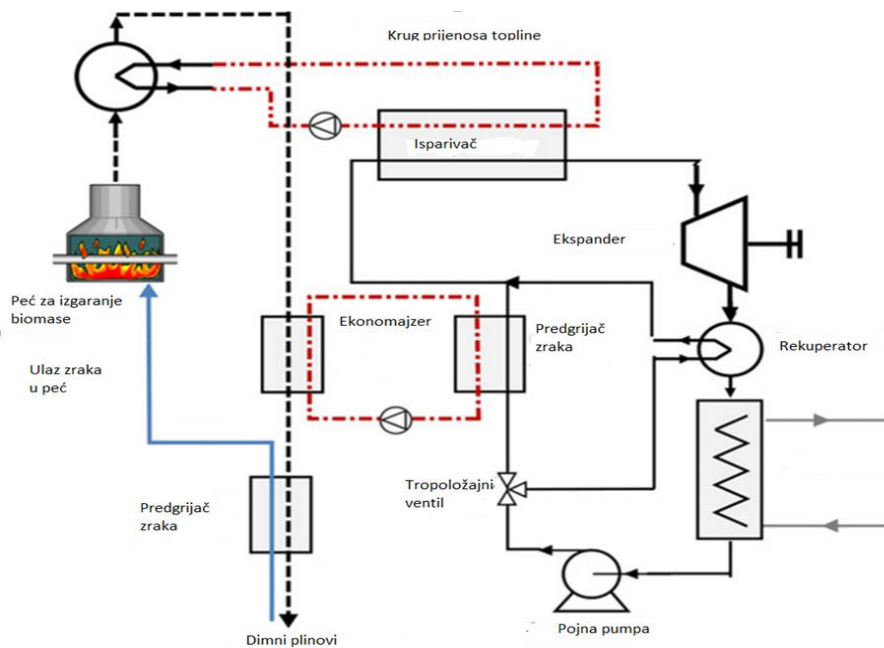 Krug prijenosa topline
Isparivač
Ekspander
Peć za izgaranje
biomase
Ekonomajzer
Predgrijač
zraka
Rekuperator
Ulaz zraka
u peć
Tropoložajni
ventil
Predgrijač
zraka
Pojna pumpa
Dimni plinovi